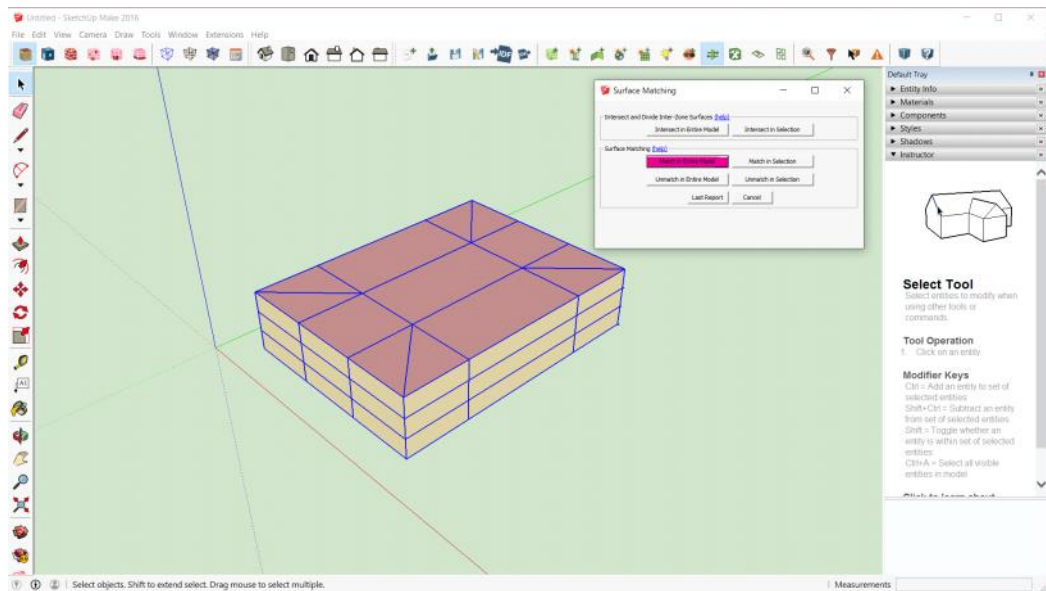 Untitled - SketchUp Make 2016
File Edit View Camera Draw Tools Window Extensions Help
IDF
A1
Surface Matching
Intersect and Divide Inter-Zone Surfaces (help)
Intersect in Entire Model Intersect in Selection
Surface Matching (help)
Match in Entire Model Match in Selection
Unmatch in Entire Model Unmatch in Selection
Last Report Cancel
Default Tray
Entity Info
Materials
Components
Styles
Shadows
Instructor
Select Tool
Select entities to modify when
using other tools or
commands.
Tool Operation
1. Click on an entity
Modifier Keys
Ctrl = Add an entity to set of
selected entities
Shift+Ctrl = Subtract an entity
from set of selected entities
Shift = Toggle whether an
entity is within set of selected
entities
Ctrl+A = Select all visible
entities in model
Click to learn about
Select objects. Shift to extend select. Drag mouse to select multiple.
Measurements